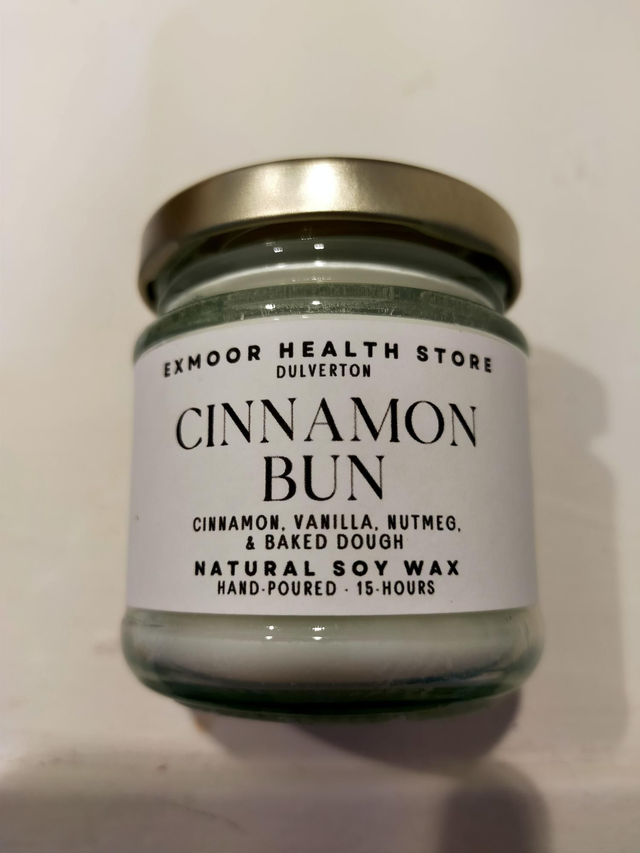 EXMOOR HEALTH STORE
DULVERTON
CINNAMON
BUN
CINNAMON, VANILLA, NUTMEG,
& BAKED DOUGH
NATURAL SOY WAX
HAND-POURED · 15-HOURS